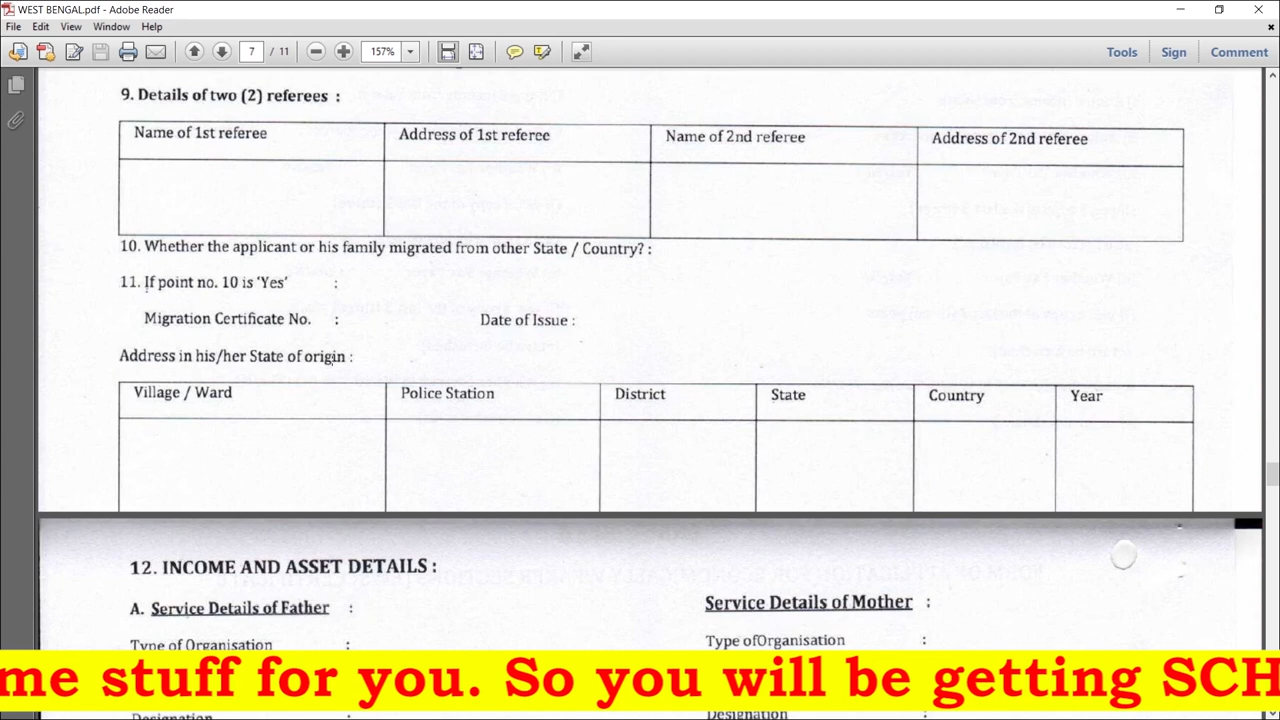 WEST BENGAL.pdf - Adobe Reader
File Edit View Window Help
7 / 11 157% Tools Sign Comment
9. Details of two (2) referees :
Name of 1st referee Address of 1st referee Name of 2nd referee Address of 2nd referee
10. Whether the applicant or his family migrated from other State / Country? :
11. If point no. 10 is 'Yes' :
Migration Certificate No. : Date of Issue :
Address in his/her State of origin :
Village / Ward Police Station District State Country Year
12. INCOME AND ASSET DETAILS :
A. Service Details of Father : Service Details of Mother :
Type of Organisation : Type ofOrganisation :
me stuff for you. So you will be getting SCH
Designation : Designation :